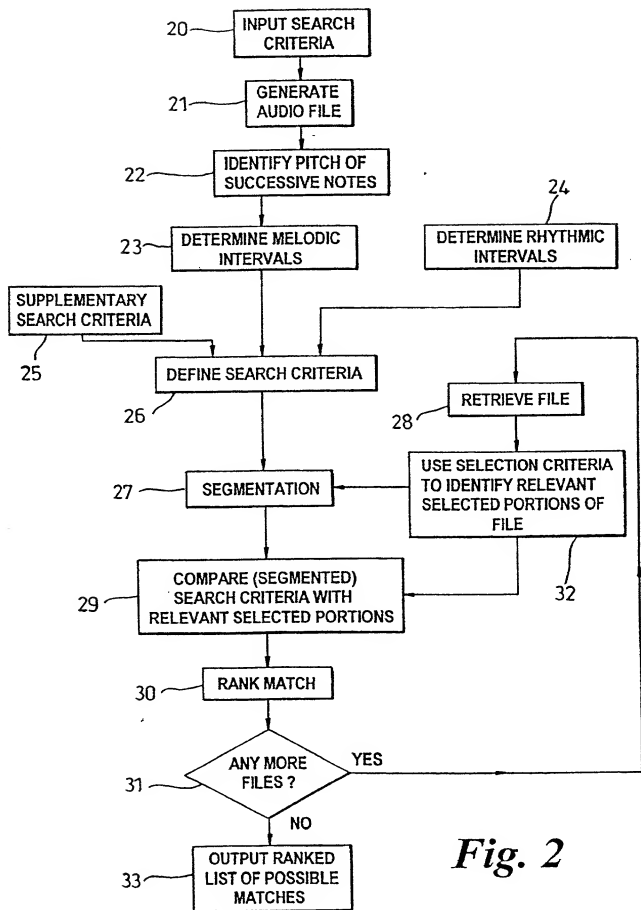 20
INPUT SEARCH
CRITERIA
21
GENERATE
AUDIO FILE
22
IDENTIFY PITCH OF
SUCCESSIVE NOTES
24
23
DETERMINE MELODIC
INTERVALS
DETERMINE RHYTHMIC
INTERVALS
SUPPLEMENTARY
SEARCH CRITERIA
25
DEFINE SEARCH CRITERIA
26
RETRIEVE FILE
28
27
SEGMENTATION
USE SELECTION CRITERIA
TO IDENTIFY RELEVANT
SELECTED PORTIONS OF
FILE
32
29
COMPARE (SEGMENTED)
SEARCH CRITERIA WITH
RELEVANT SELECTED PORTIONS
30
RANK MATCH
31
ANY MORE
FILES ?
YES
NO
33
OUTPUT RANKED
LIST OF POSSIBLE
MATCHES
Fig. 2